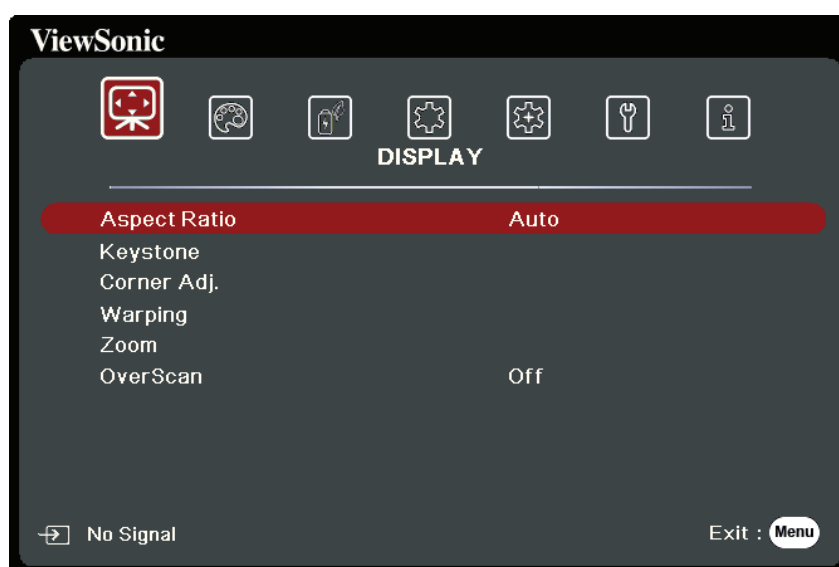 ViewSonic
DISPLAY
Aspect Ratio Auto
Keystone
Corner Adj.
Warping
Zoom
OverScan Off
No Signal Exit : Menu